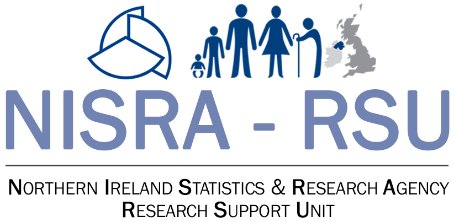 NISRA - RSU
NORTHERN IRELAND STATISTICS & RESEARCH AGENCY
RESEARCH SUPPORT UNIT